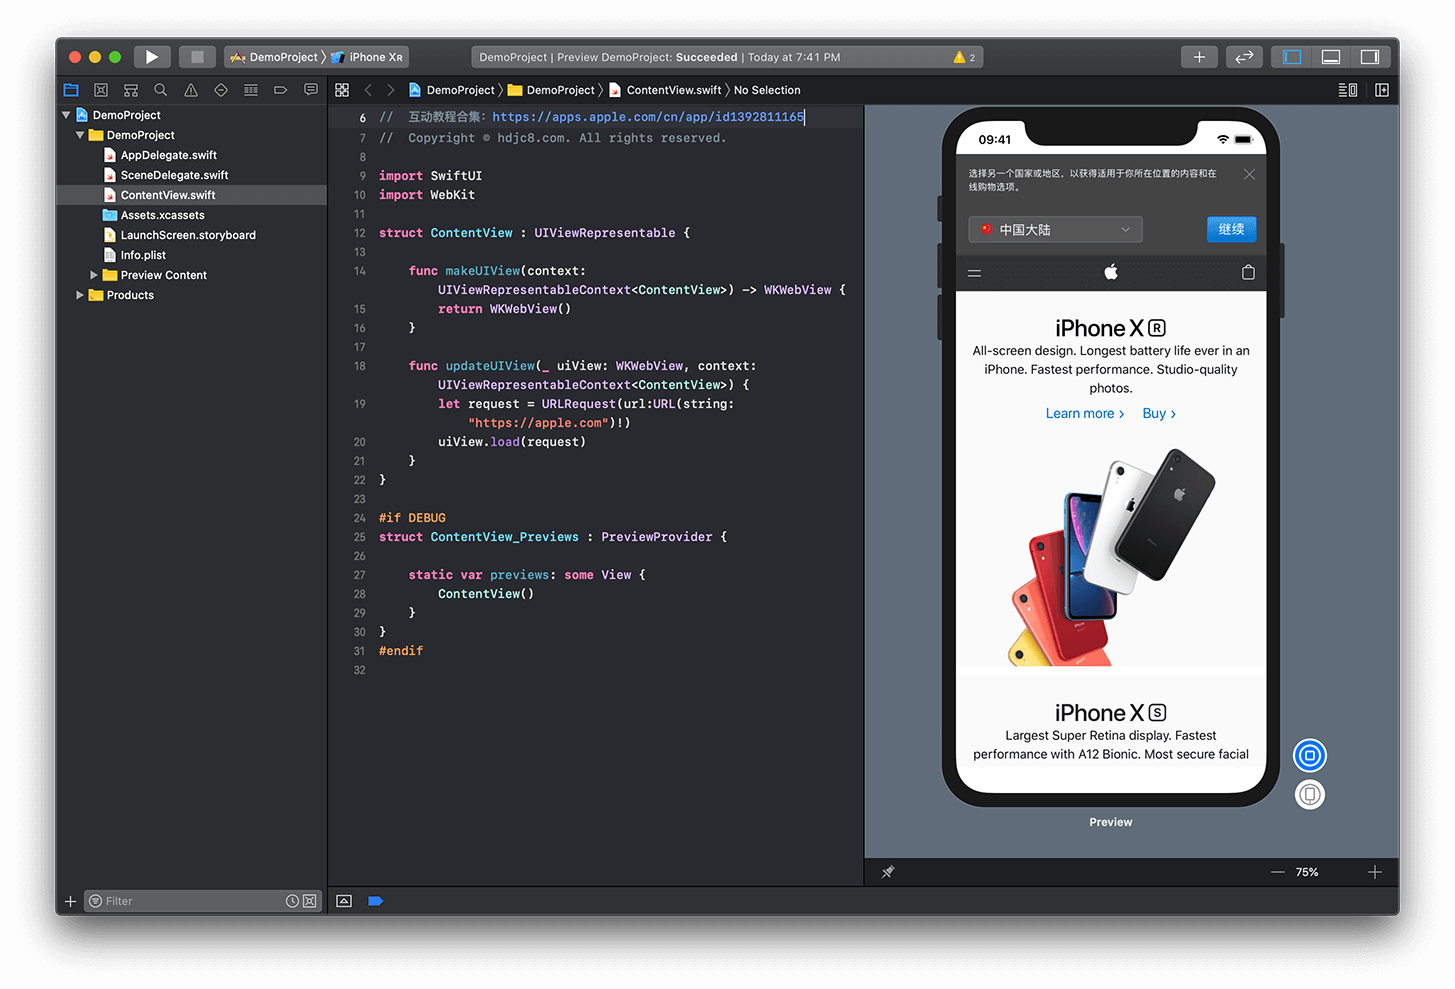 DemoProject
iPhone XR
DemoProject | Preview DemoProject: Succeeded | Today at 7:41 PM
2
DemoProject
DemoProject
AppDelegate.swift
SceneDelegate.swift
ContentView.swift
Assets.xcassets
LaunchScreen.storyboard
Info.plist
Preview Content
Products
Filter
DemoProject
DemoProject
ContentView.swift
No Selection
6 // 互动教程合集: https://apps.apple.com/cn/app/id1392811165
7 // Copyright © hdjc8.com. All rights reserved.
8
9 import SwiftUI
10 import WebKit
11
12 struct ContentView : UIViewRepresentable {
13
14 func makeUIView(context:
UIViewRepresentableContext<ContentView>) -> WKWebView {
15 return WKWebView()
16 }
17
18 func updateUIView(_ uiView: WKWebView, context:
UIViewRepresentableContext<ContentView>) {
19 let request = URLRequest(url:URL(string:
"https://apple.com")!)
20 uiView.load(request)
21 }
22 }
23
24 #if DEBUG
25 struct ContentView_Previews : PreviewProvider {
26
27 static var previews: some View {
28 ContentView()
29 }
30 }
31 #endif
32
09:41
选择另一个国家或地区，以获得适用于你所在位置的内容和在
线购物选项。
中国大陆
继续
iPhone XR
All-screen design. Longest battery life ever in an
iPhone. Fastest performance. Studio-quality
photos.
Learn more > Buy >
iPhone XS
Largest Super Retina display. Fastest
performance with A12 Bionic. Most secure facial
Preview
75%